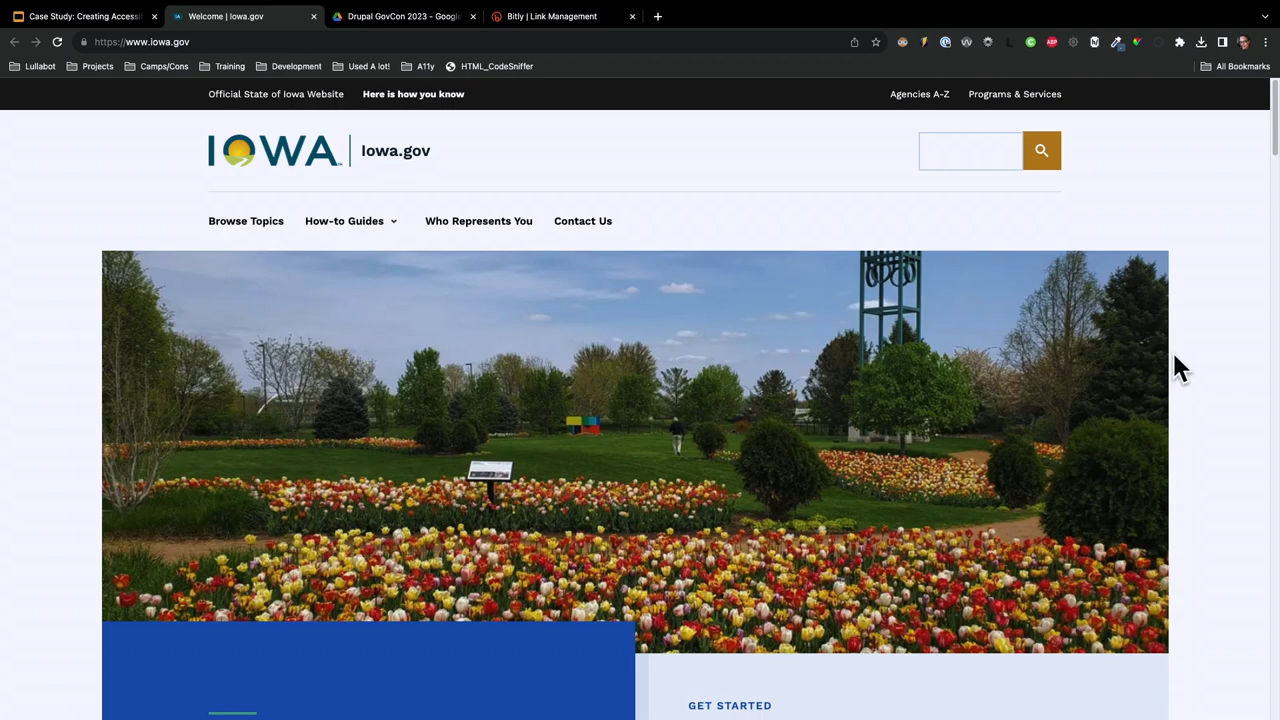 Case Study: Creating Accessi
Welcome | Iowa.gov
Drupal GovCon 2023 - Google
Bitly | Link Management
https://www.iowa.gov
Lullabot
Projects
Camps/Cons
Training
Development
Used A lot!
A11y
HTML_CodeSniffer
All Bookmarks
Official State of Iowa Website
Here is how you know
Agencies A-Z
Programs & Services
IOWA
Iowa.gov
Browse Topics
How-to Guides
Who Represents You
Contact Us
GET STARTED